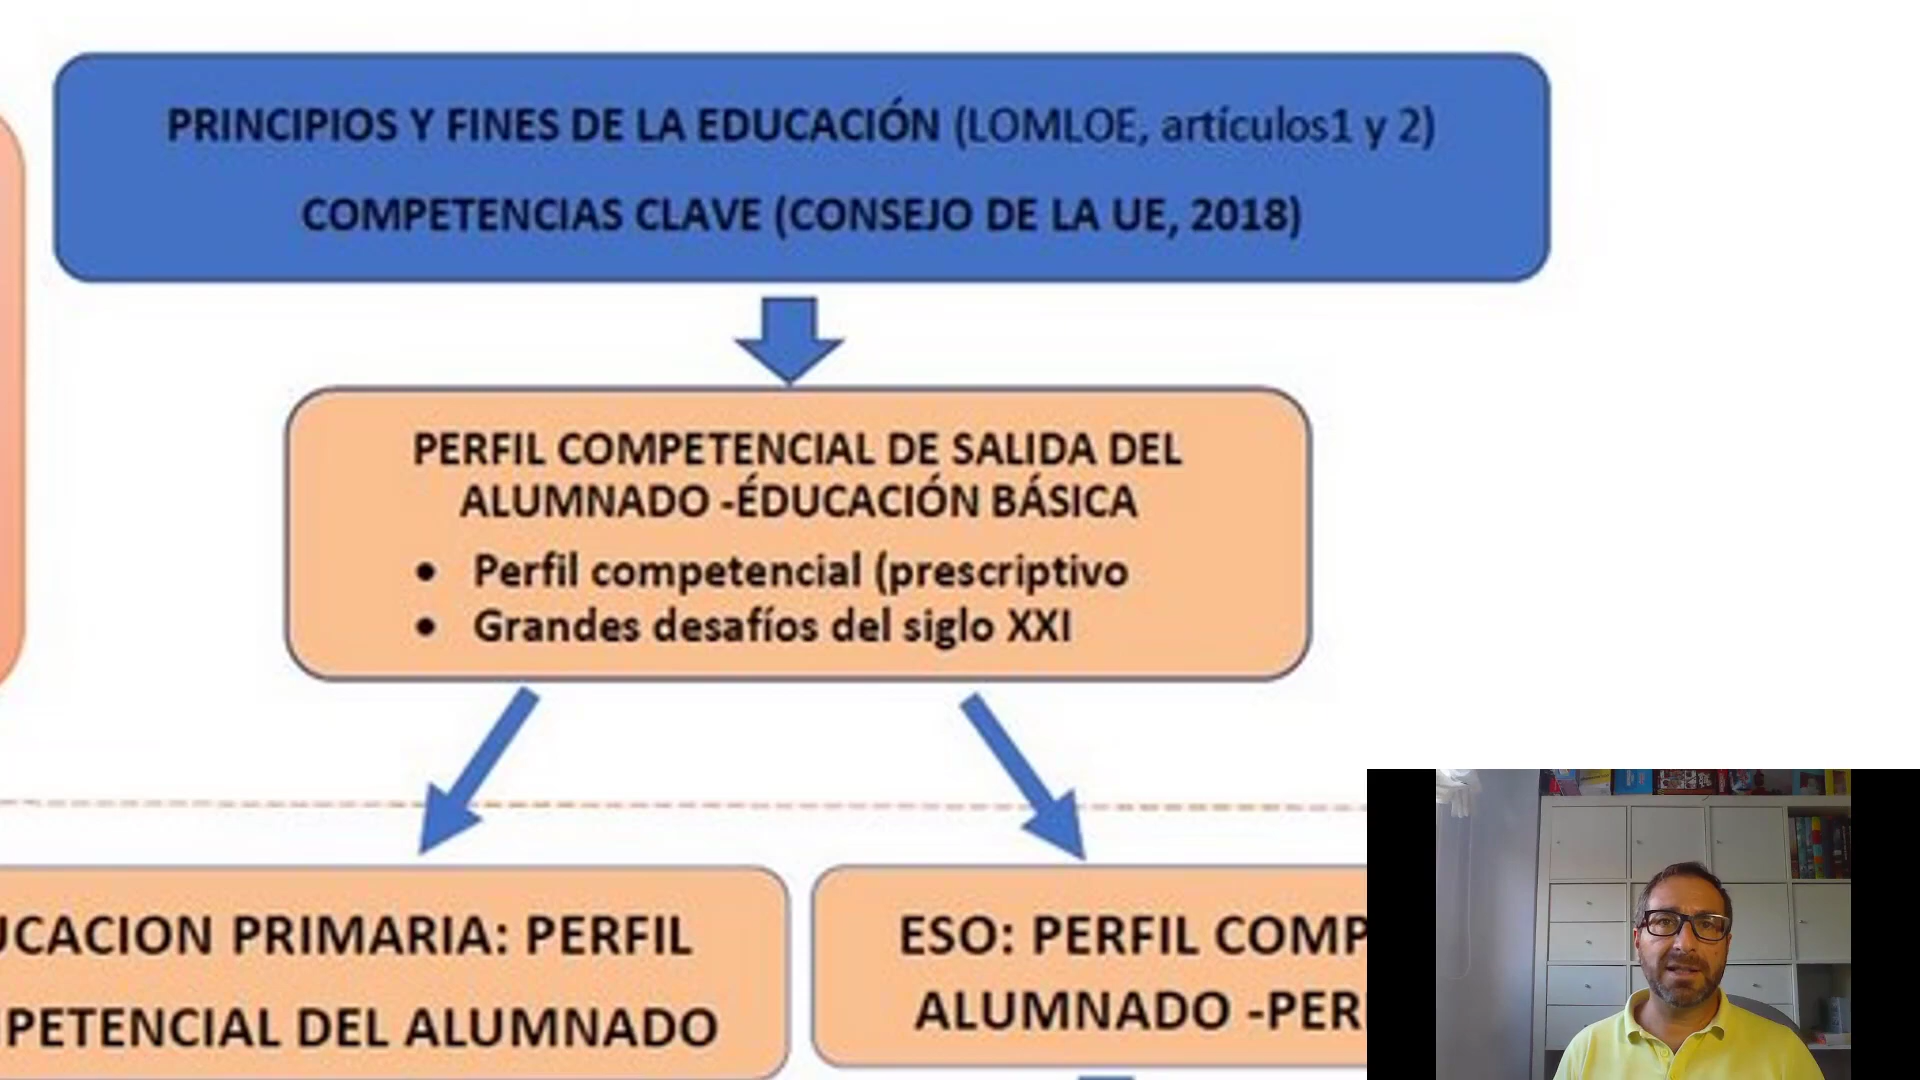 PRINCIPIOS Y FINES DE LA EDUCACIÓN (LOMLOE, artículos1 y 2)
COMPETENCIAS CLAVE (CONSEJO DE LA UE, 2018)
PERFIL COMPETENCIAL DE SALIDA DEL
ALUMNADO -ÉDUCACIÓN BÁSICA
• Perfil competencial (prescriptivo
• Grandes desafíos del siglo XXI
UCACION PRIMARIA: PERFIL
MPETENCIAL DEL ALUMNADO
ESO: PERFIL COMP
ALUMNADO -PER